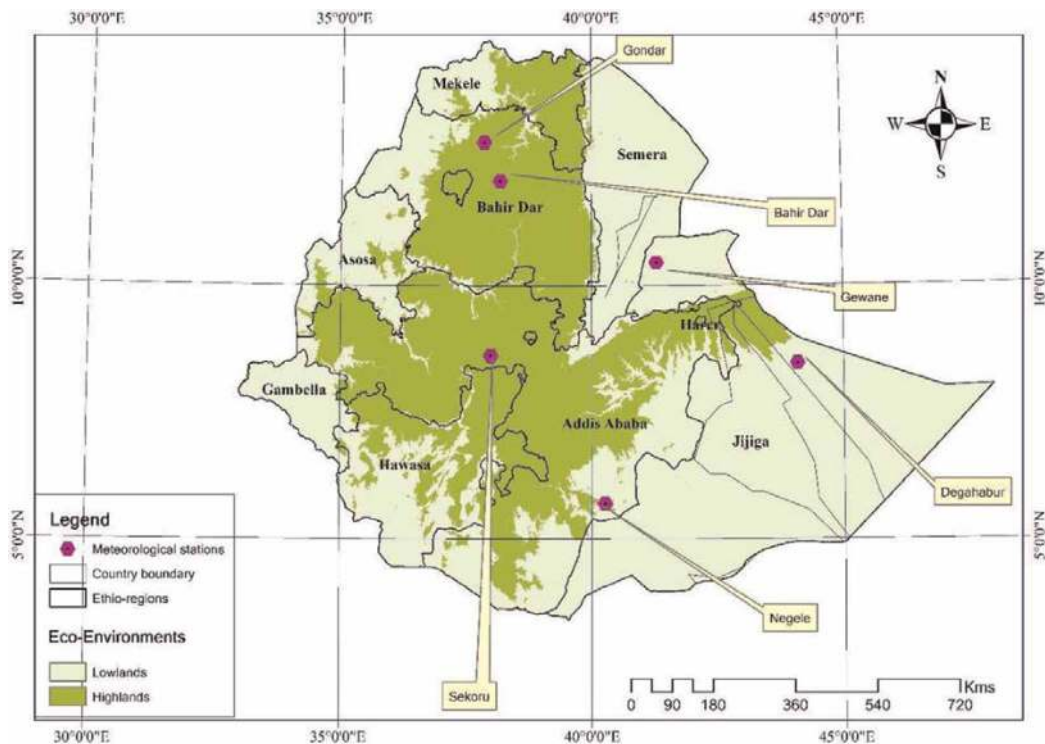 30°0'0"E 35°0'0"E 40°0'0"E 45°0'0"E
Gondar
Mekele
N
W E
S
Semera
Bahir Dar
Bahir Dar
Asosa
10°0'0"N
10°0'0"N
Gewane
Harer
Gambella
Addis Ababa
Jijiga
Hawasa
Degahabur
Legend
Meteorological stations
Country boundary
Ethio-regions
Eco-Environments
Lowlands
Highlands
5°0'0"N
5°0'0"N
Negele
Sekoru
Kms
0 90 180 360 540 720
30°0'0"E 35°0'0"E 40°0'0"E 45°0'0"E